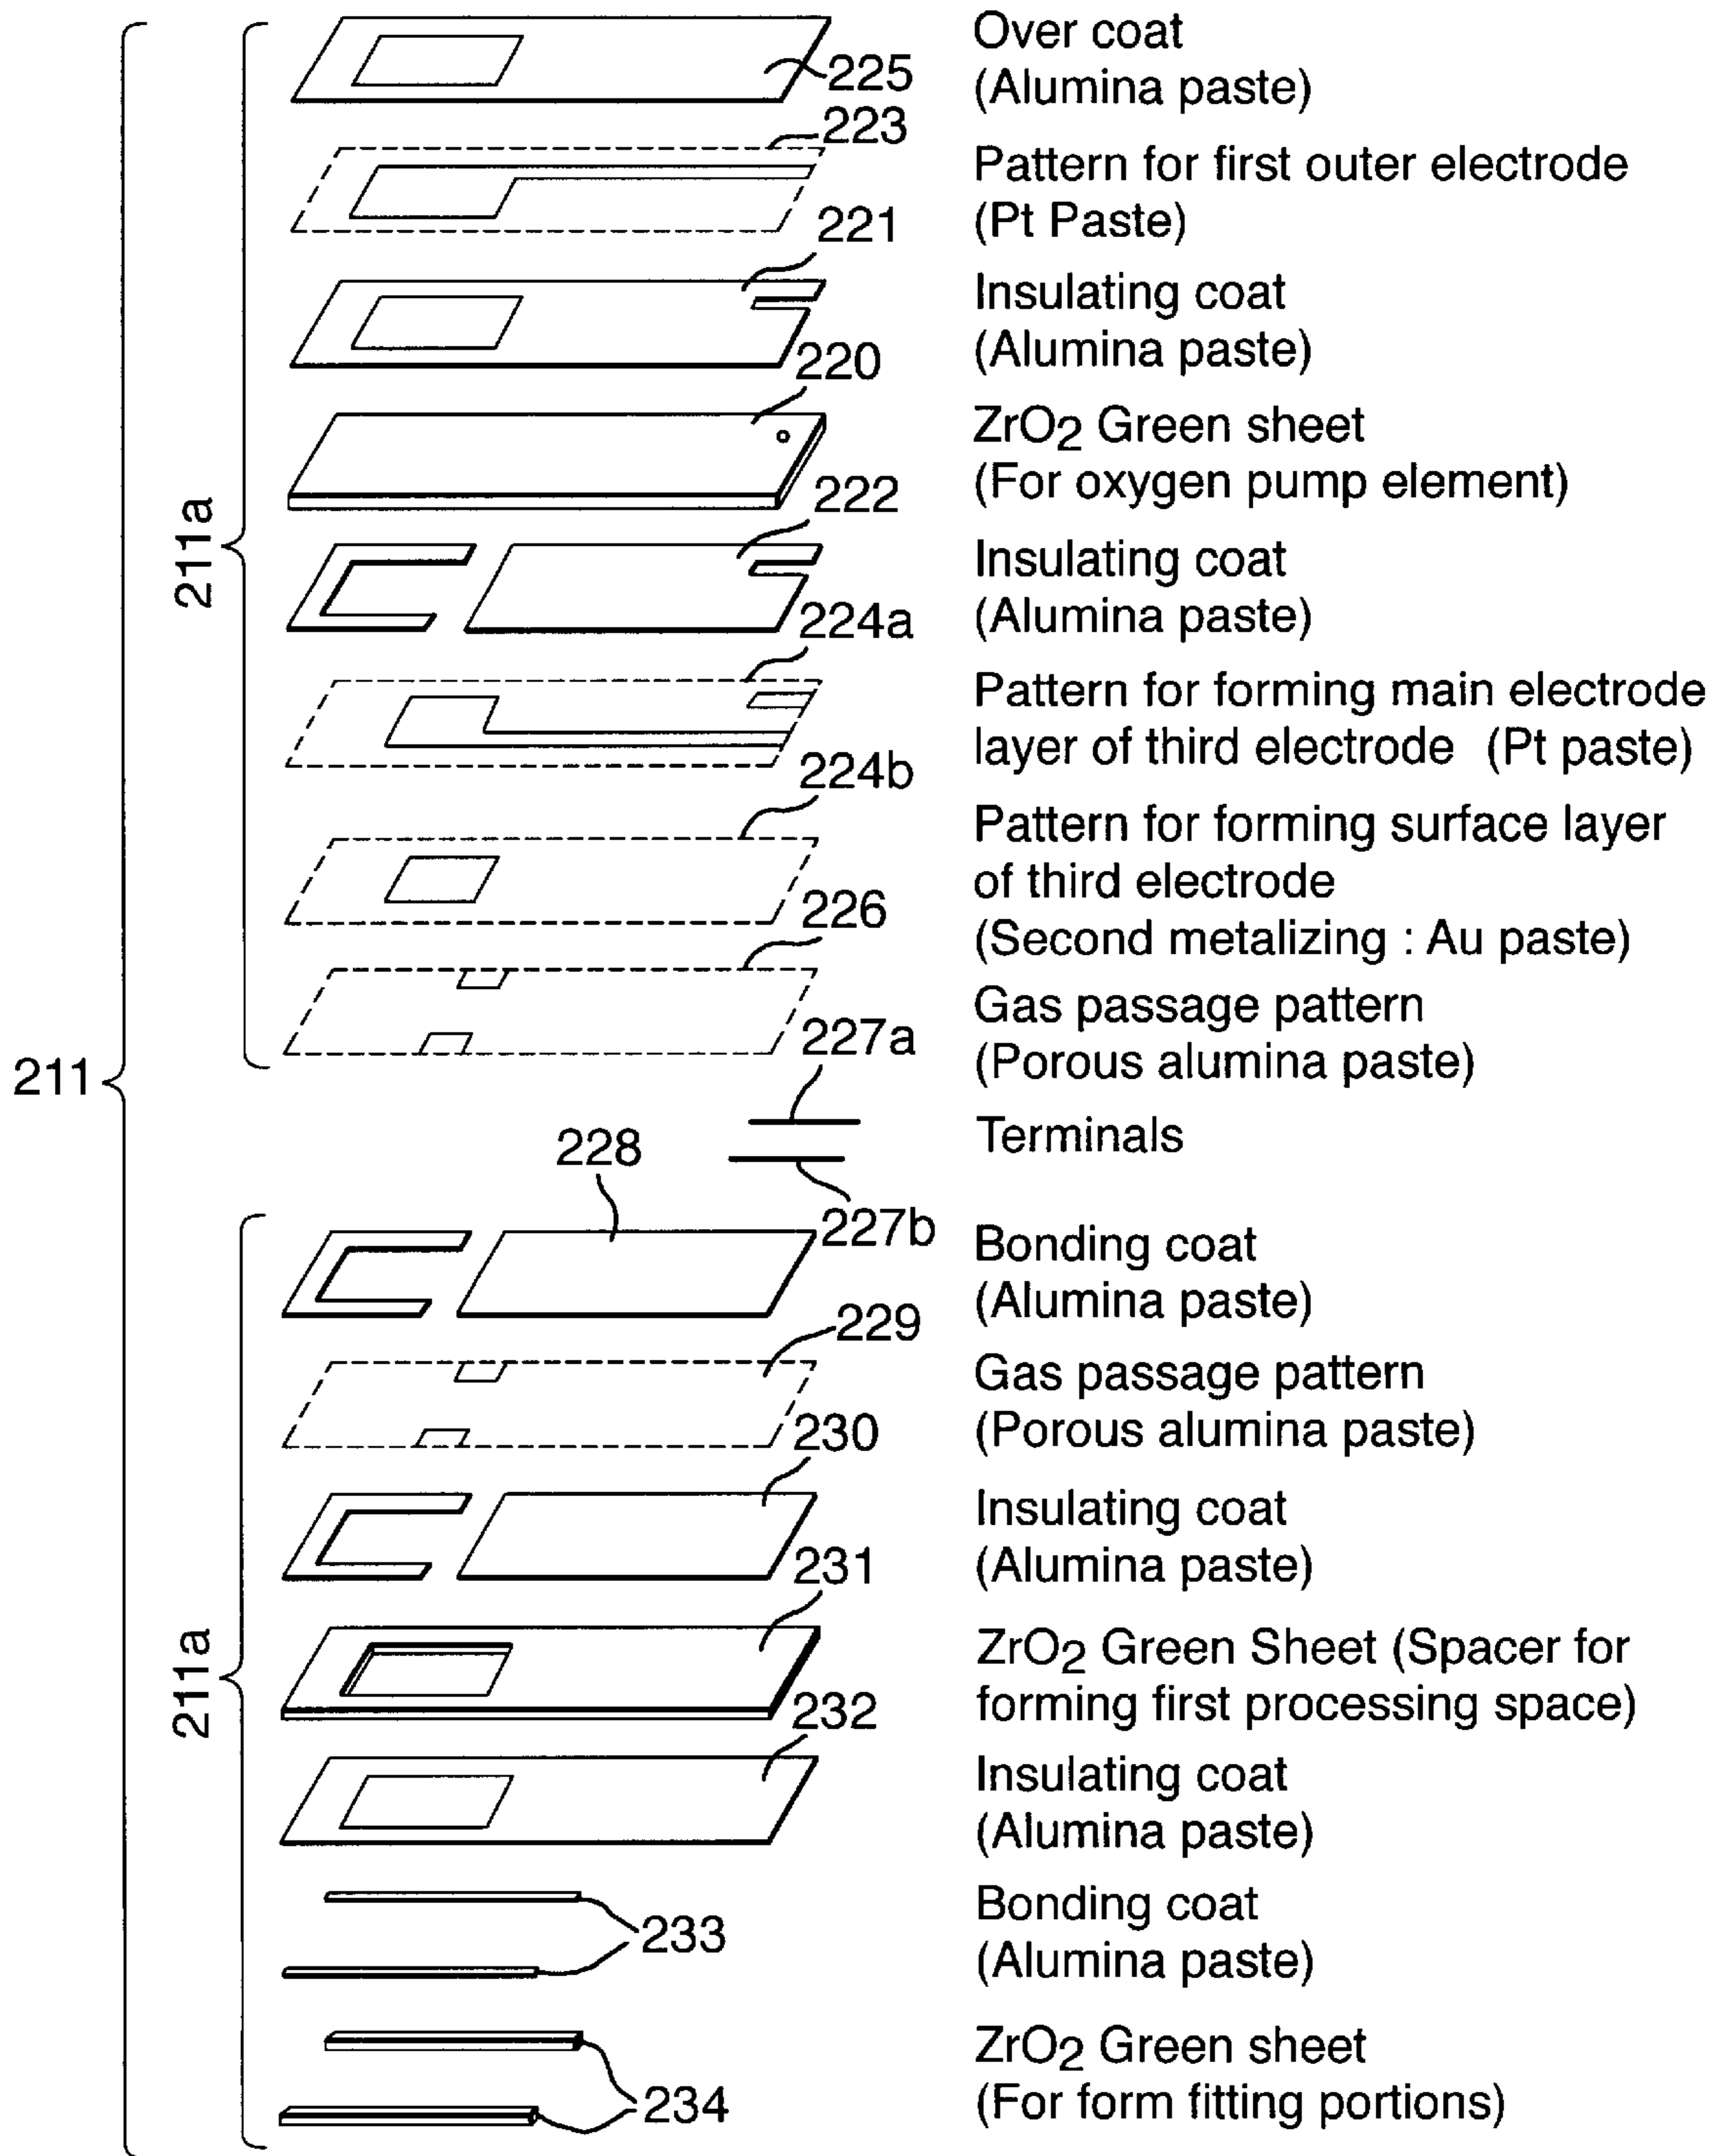 Over coat
(Alumina paste)
225
223
Pattern for first outer electrode
(Pt Paste)
221
Insulating coat
(Alumina paste)
220
ZrO2 Green sheet
(For oxygen pump element)
222
211a
Insulating coat
(Alumina paste)
224a
Pattern for forming main electrode
layer of third electrode (Pt paste)
224b
Pattern for forming surface layer
of third electrode
(Second metalizing : Au paste)
226
Gas passage pattern
(Porous alumina paste)
227a
211
Terminals
228
227b
Bonding coat
(Alumina paste)
229
Gas passage pattern
(Porous alumina paste)
230
Insulating coat
(Alumina paste)
231
211a
ZrO2 Green Sheet (Spacer for
forming first processing space)
232
Insulating coat
(Alumina paste)
Bonding coat
(Alumina paste)
233
ZrO2 Green sheet
(For form fitting portions)
234